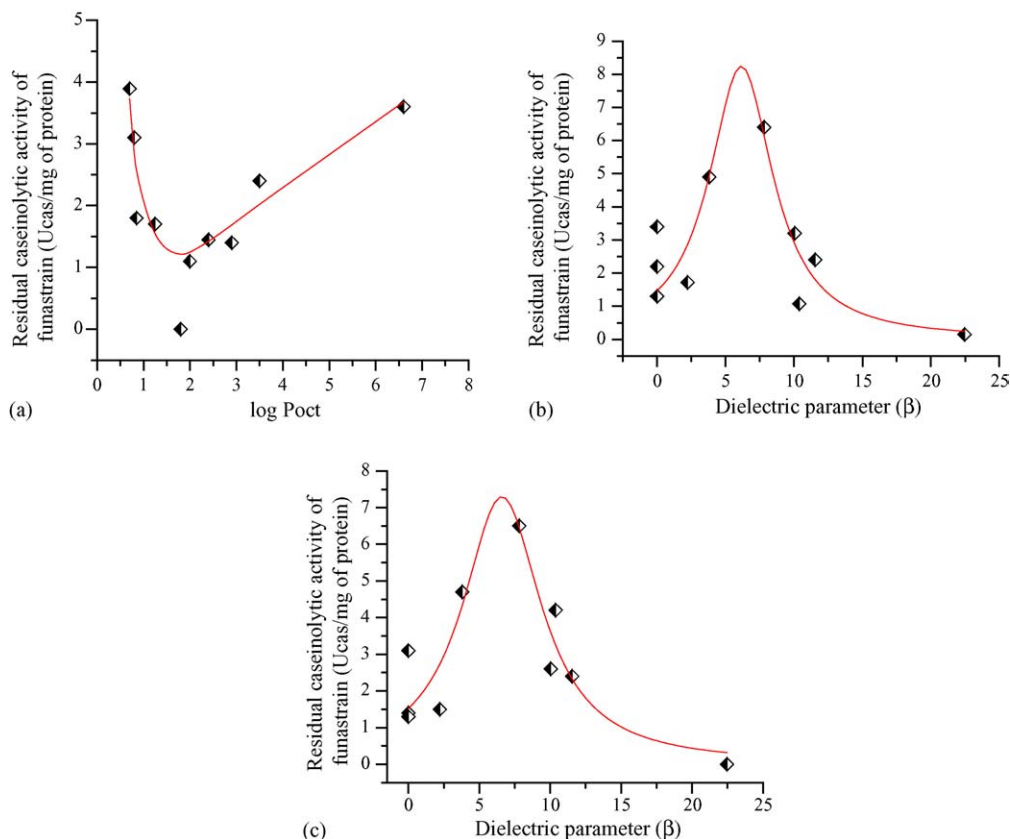 5
4
3
2
1
0
Residual caseinolytic activity of
funastrain (Ucas/mg of protein)
0 1 2 3 4 5 6 7 8
log Poct
(a)
9
8
7
6
5
4
3
2
1
0
Residual caseinolytic activity of
funastrain (Ucas/mg of protein)
0 5 10 15 20 25
Dielectric parameter (β)
(b)
8
7
6
5
4
3
2
1
0
Residual caseinolytic activity of
funastrain (Ucas/mg of protein)
0 5 10 15 20 25
Dielectric parameter (β)
(c)